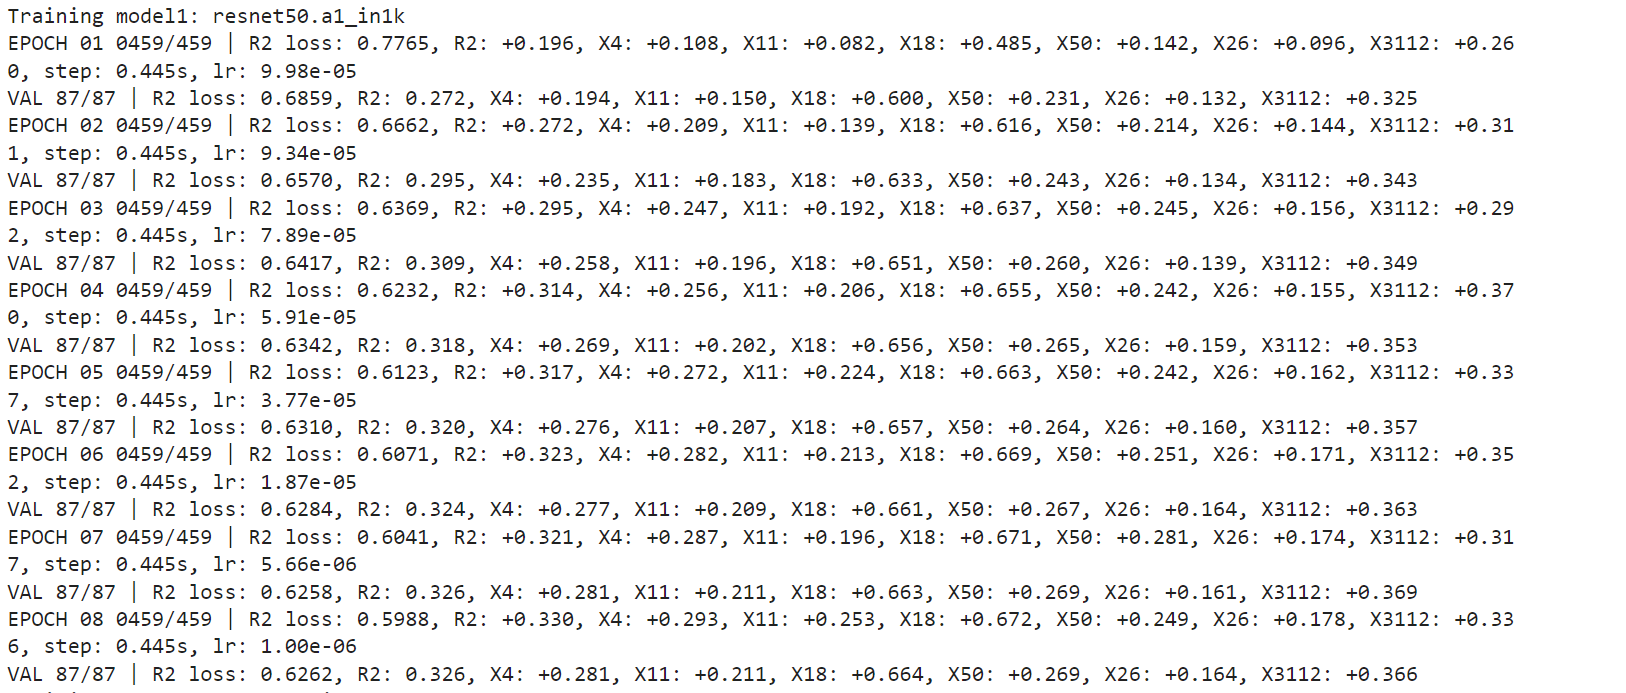 Training model1: resnet50.a1_in1k
EPOCH 01 0459/459 | R2 loss: 0.7765, R2: +0.196, X4: +0.108, X11: +0.082, X18: +0.485, X50: +0.142, X26: +0.096, X3112: +0.26
0, step: 0.445s, lr: 9.98e-05
VAL 87/87 | R2 loss: 0.6859, R2: 0.272, X4: +0.194, X11: +0.150, X18: +0.600, X50: +0.231, X26: +0.132, X3112: +0.325
EPOCH 02 0459/459 | R2 loss: 0.6662, R2: +0.272, X4: +0.209, X11: +0.139, X18: +0.616, X50: +0.214, X26: +0.144, X3112: +0.31
1, step: 0.445s, lr: 9.34e-05
VAL 87/87 | R2 loss: 0.6570, R2: 0.295, X4: +0.235, X11: +0.183, X18: +0.633, X50: +0.243, X26: +0.134, X3112: +0.343
EPOCH 03 0459/459 | R2 loss: 0.6369, R2: +0.295, X4: +0.247, X11: +0.192, X18: +0.637, X50: +0.245, X26: +0.156, X3112: +0.29
2, step: 0.445s, lr: 7.89e-05
VAL 87/87 | R2 loss: 0.6417, R2: 0.309, X4: +0.258, X11: +0.196, X18: +0.651, X50: +0.260, X26: +0.139, X3112: +0.349
EPOCH 04 0459/459 | R2 loss: 0.6232, R2: +0.314, X4: +0.256, X11: +0.206, X18: +0.655, X50: +0.242, X26: +0.155, X3112: +0.37
0, step: 0.445s, lr: 5.91e-05
VAL 87/87 | R2 loss: 0.6342, R2: 0.318, X4: +0.269, X11: +0.202, X18: +0.656, X50: +0.265, X26: +0.159, X3112: +0.353
EPOCH 05 0459/459 | R2 loss: 0.6123, R2: +0.317, X4: +0.272, X11: +0.224, X18: +0.663, X50: +0.242, X26: +0.162, X3112: +0.33
7, step: 0.445s, lr: 3.77e-05
VAL 87/87 | R2 loss: 0.6310, R2: 0.320, X4: +0.276, X11: +0.207, X18: +0.657, X50: +0.264, X26: +0.160, X3112: +0.357
EPOCH 06 0459/459 | R2 loss: 0.6071, R2: +0.323, X4: +0.282, X11: +0.213, X18: +0.669, X50: +0.251, X26: +0.171, X3112: +0.35
2, step: 0.445s, lr: 1.87e-05
VAL 87/87 | R2 loss: 0.6284, R2: 0.324, X4: +0.277, X11: +0.209, X18: +0.661, X50: +0.267, X26: +0.164, X3112: +0.363
EPOCH 07 0459/459 | R2 loss: 0.6041, R2: +0.321, X4: +0.287, X11: +0.196, X18: +0.671, X50: +0.281, X26: +0.174, X3112: +0.31
7, step: 0.445s, lr: 5.66e-06
VAL 87/87 | R2 loss: 0.6258, R2: 0.326, X4: +0.281, X11: +0.211, X18: +0.663, X50: +0.269, X26: +0.161, X3112: +0.369
EPOCH 08 0459/459 | R2 loss: 0.5988, R2: +0.330, X4: +0.293, X11: +0.253, X18: +0.672, X50: +0.249, X26: +0.178, X3112: +0.33
6, step: 0.445s, lr: 1.00e-06
VAL 87/87 | R2 loss: 0.6262, R2: 0.326, X4: +0.281, X11: +0.211, X18: +0.664, X50: +0.269, X26: +0.164, X3112: +0.366